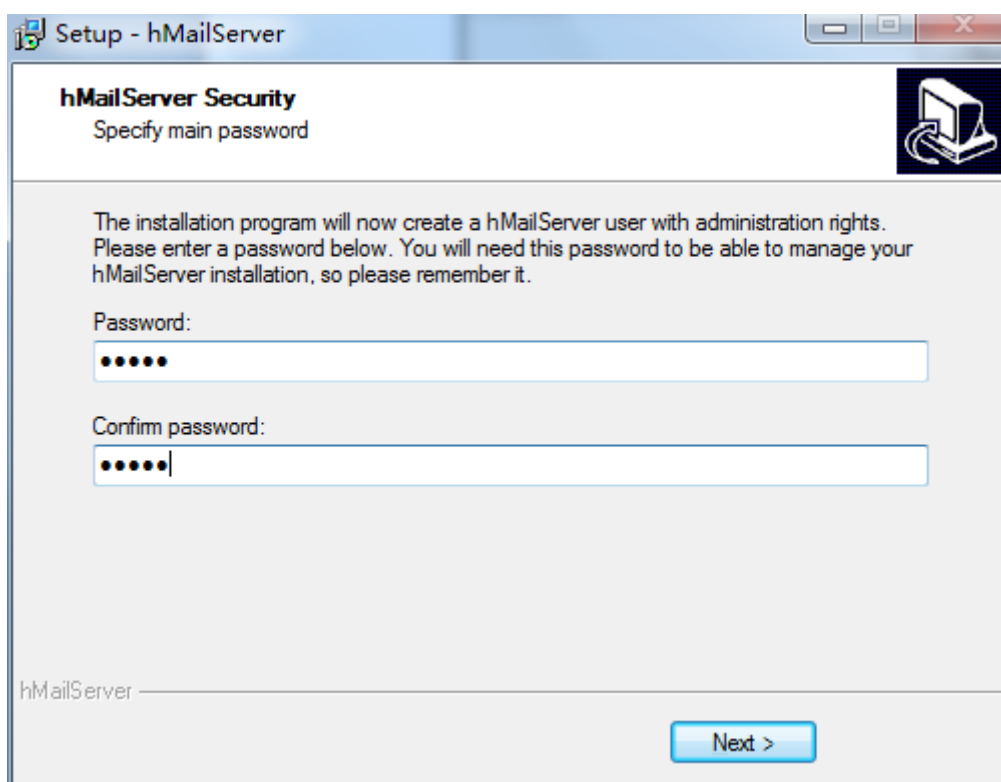 Setup - hMailServer
hMailServer Security
Specify main password
The installation program will now create a hMailServer user with administration rights.
Please enter a password below. You will need this password to be able to manage your
hMailServer installation, so please remember it.
Password:
•••••
Confirm password:
•••••
hMailServer
Next >